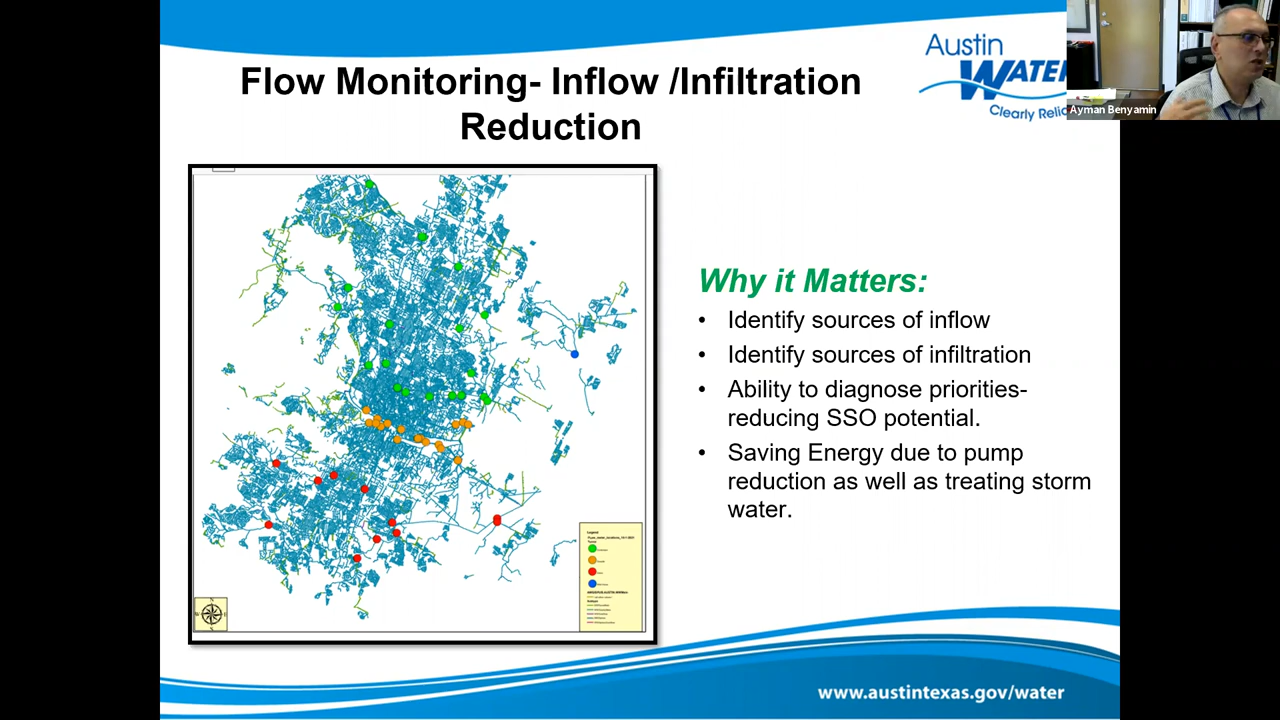 Flow Monitoring- Inflow /Infiltration
Reduction
Austin
WATER
Clearly Relia
Ayman Benyamin
Why it Matters:
• Identify sources of inflow
• Identify sources of infiltration
• Ability to diagnose priorities-
reducing SSO potential.
• Saving Energy due to pump
reduction as well as treating storm
water.
Legend
www.austintexas.gov/water